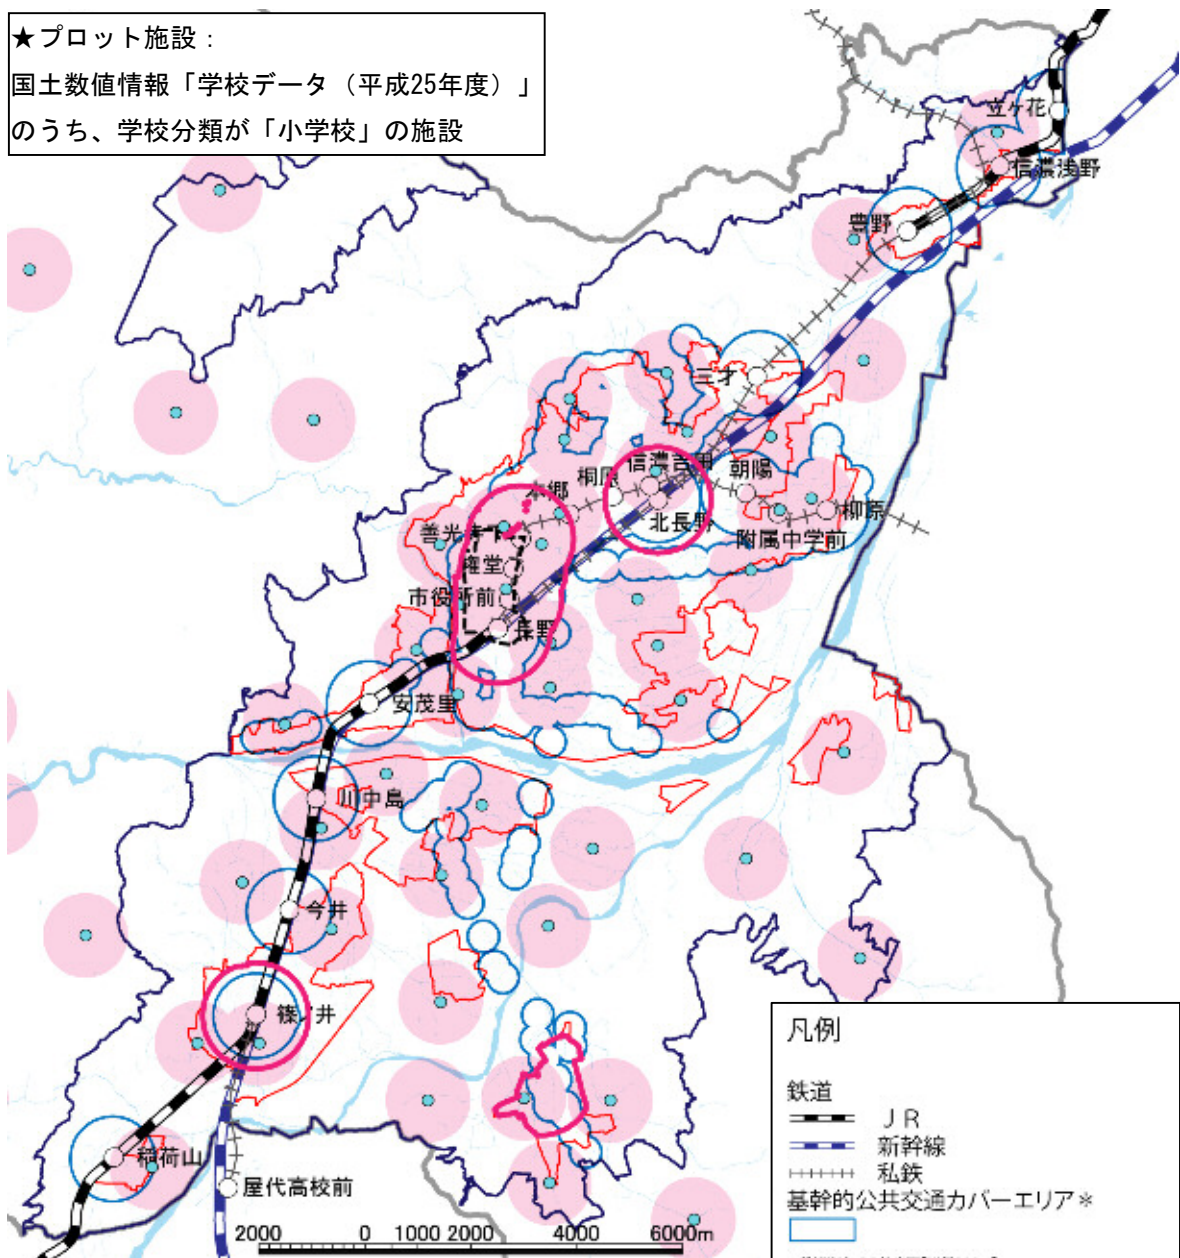 ★プロット施設：
国土数値情報「学校データ（平成25年度）」
のうち、学校分類が「小学校」の施設
立ヶ花
信濃浅野
豊野
三才
信濃吉田
朝陽
桐原
本郷
北長野
柳原
附属中学前
善光寺下
権堂
市役所前
長野
安茂里
川中島
今井
篠ノ井
稲荷山
屋代高校前
2000 0 1000 2000 4000 6000m
凡例
鉄道
ＪＲ
新幹線
私鉄
基幹的公共交通カバーエリア＊